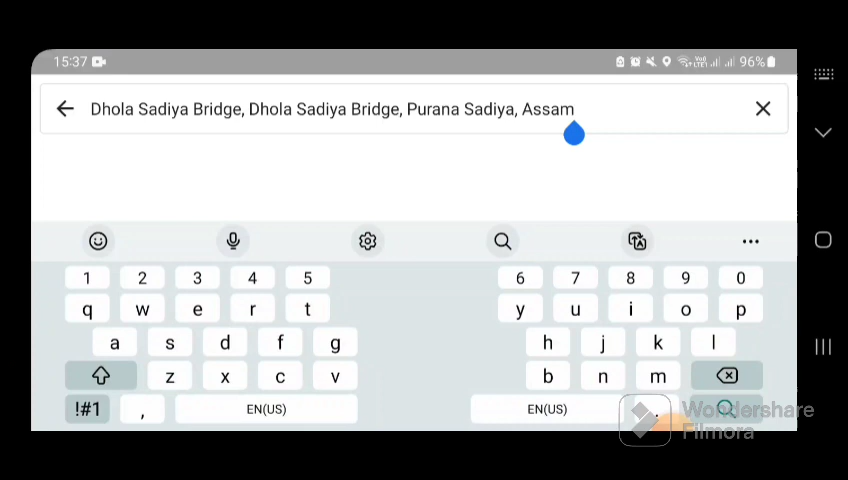 15:37 96%
Dhola Sadiya Bridge, Dhola Sadiya Bridge, Purana Sadiya, Assam
1 2 3 4 5 6 7 8 9 0
q w e r t y u i o p
a s d f g h j k l
z x c v b n m
!#1 , EN(US) EN(US) .
Wondershare
Filmora